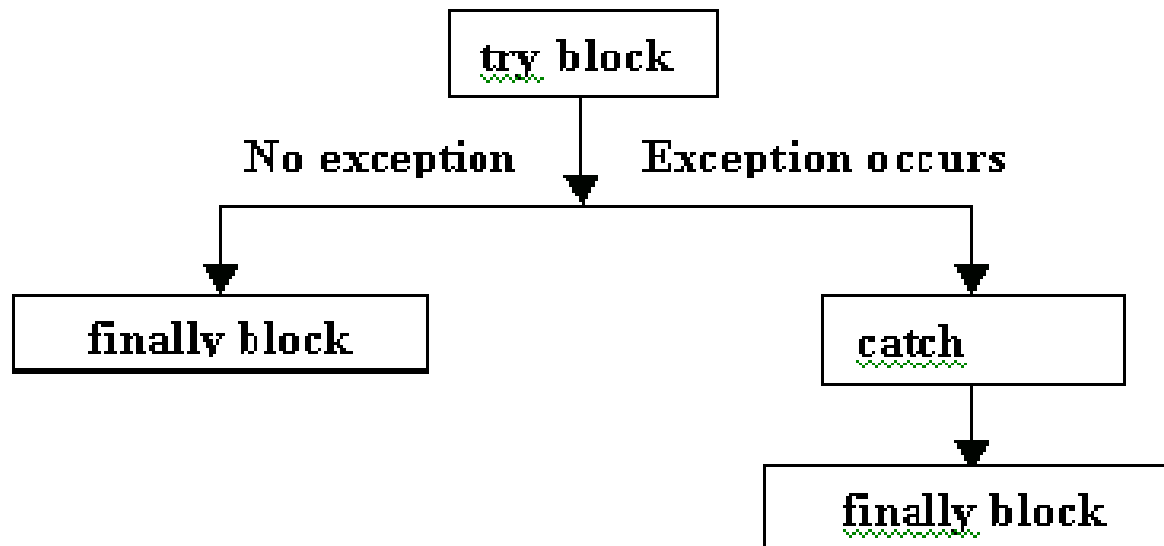 try block
No exception
Exception occurs
finally block
catch
finally block